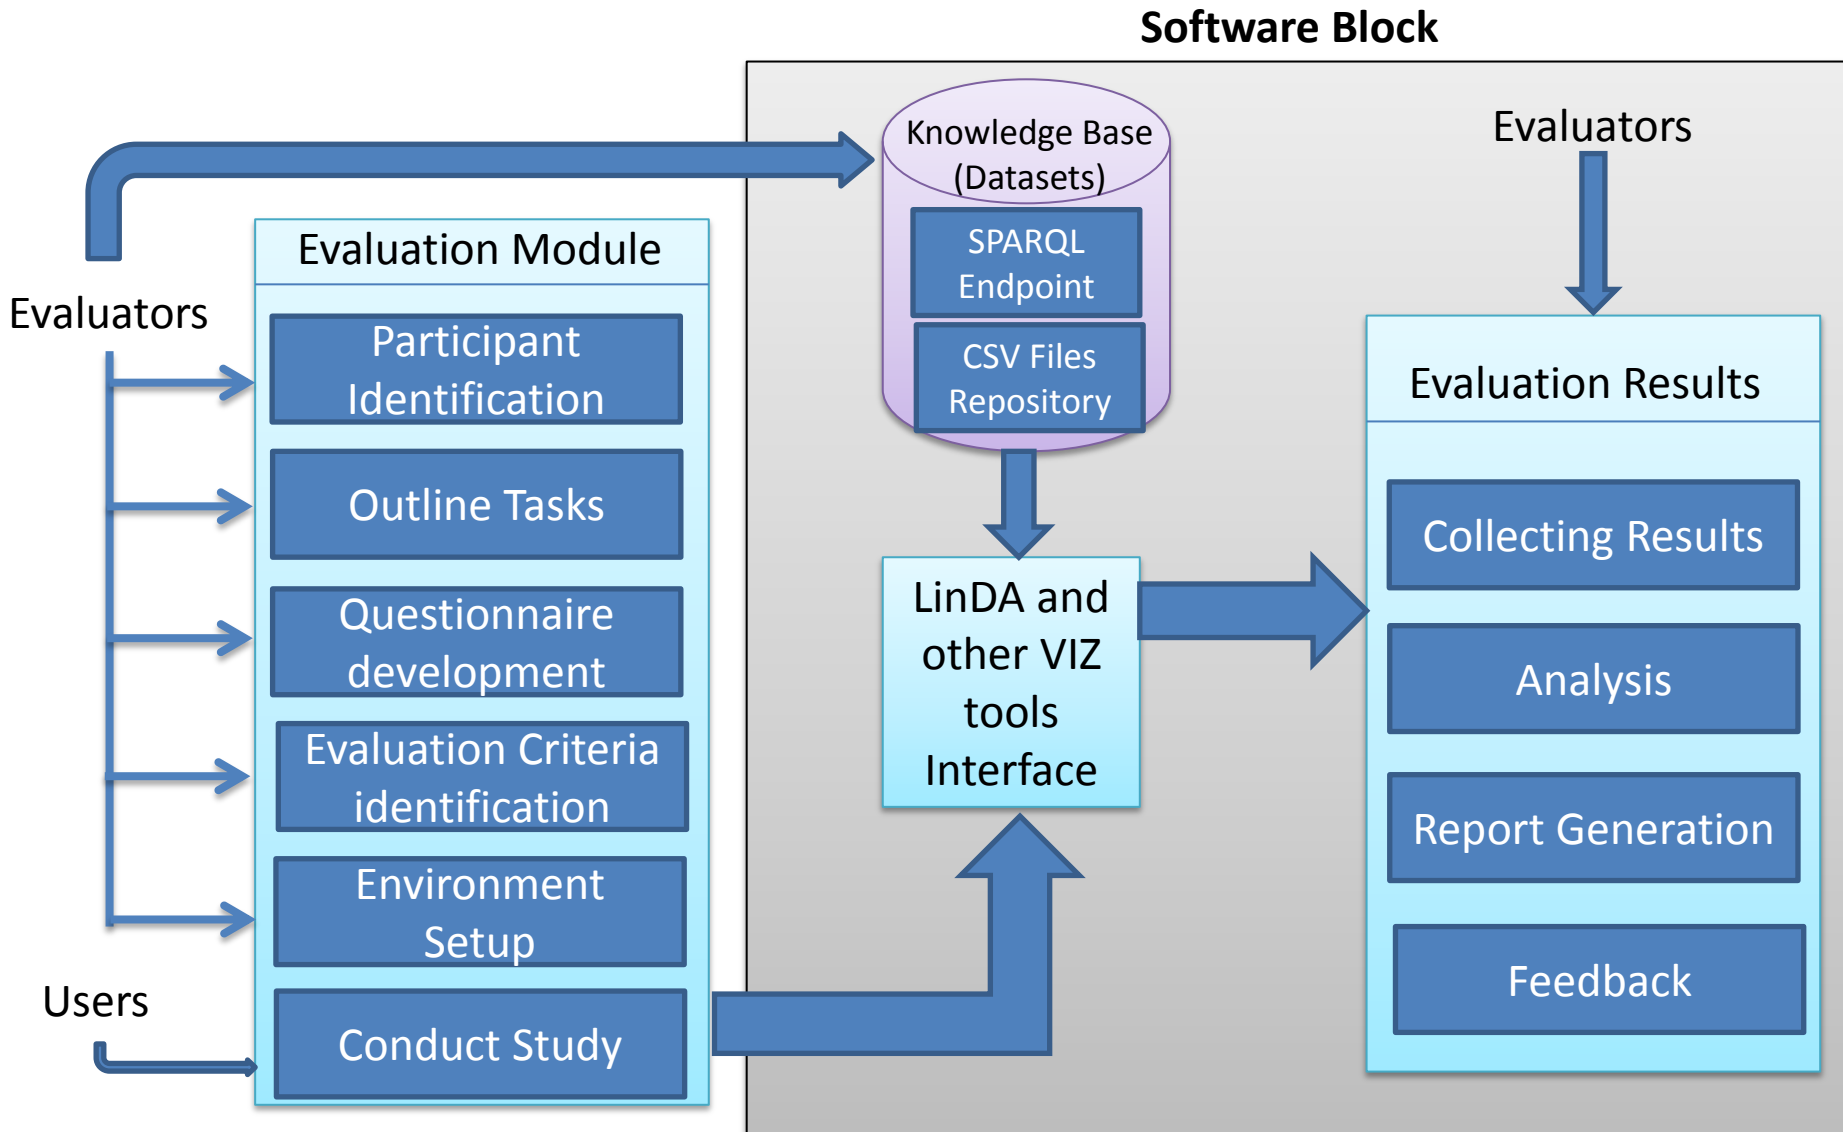 Software Block
Evaluators
Evaluation Module
Participant
Identification
Outline Tasks
Questionnaire
development
Evaluation Criteria
identification
Environment
Setup
Users
Conduct Study
Knowledge Base
(Datasets)
SPARQL
Endpoint
CSV Files
Repository
LinDA and
other VIZ
tools
Interface
Evaluators
Evaluation Results
Collecting Results
Analysis
Report Generation
Feedback